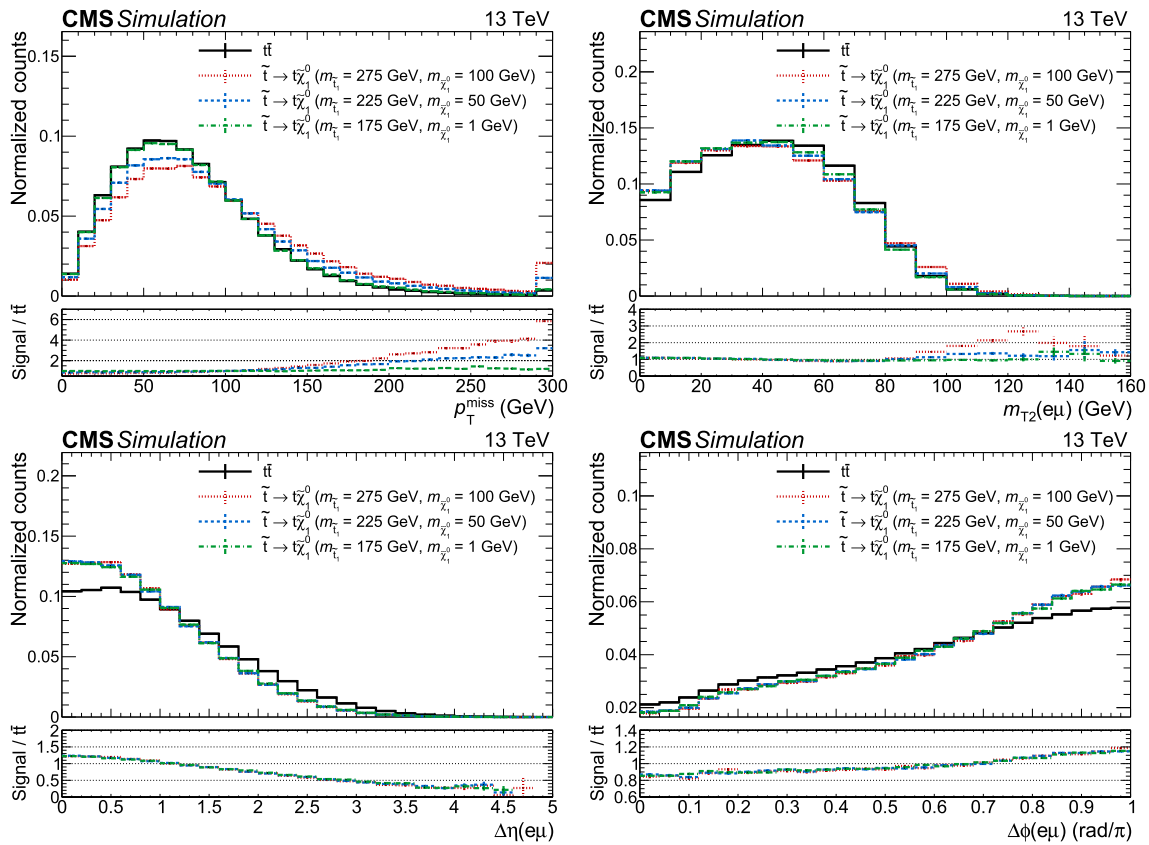 CMS Simulation 13 TeV
Normalized counts
0.15
0.1
0.05
0
tt̄
t̃ → tχ̃₁⁰ (m_t̃₁ = 275 GeV, m_χ̃₁⁰ = 100 GeV)
t̃ → tχ̃₁⁰ (m_t̃₁ = 225 GeV, m_χ̃₁⁰ = 50 GeV)
t̃ → tχ̃₁⁰ (m_t̃₁ = 175 GeV, m_χ̃₁⁰ = 1 GeV)
Signal / tt̄
6
4
2
0 50 100 150 200 250 300
p_T^miss (GeV)
CMS Simulation 13 TeV
Normalized counts
0.2
0.15
0.1
0.05
0
tt̄
t̃ → tχ̃₁⁰ (m_t̃₁ = 275 GeV, m_χ̃₁⁰ = 100 GeV)
t̃ → tχ̃₁⁰ (m_t̃₁ = 225 GeV, m_χ̃₁⁰ = 50 GeV)
t̃ → tχ̃₁⁰ (m_t̃₁ = 175 GeV, m_χ̃₁⁰ = 1 GeV)
Signal / tt̄
4
3
2
1
0
0 20 40 60 80 100 120 140 160
m_T2(eμ) (GeV)
CMS Simulation 13 TeV
Normalized counts
0.2
0.15
0.1
0.05
0
tt̄
t̃ → tχ̃₁⁰ (m_t̃₁ = 275 GeV, m_χ̃₁⁰ = 100 GeV)
t̃ → tχ̃₁⁰ (m_t̃₁ = 225 GeV, m_χ̃₁⁰ = 50 GeV)
t̃ → tχ̃₁⁰ (m_t̃₁ = 175 GeV, m_χ̃₁⁰ = 1 GeV)
Signal / tt̄
2
1.5
1
0.5
0
0 0.5 1 1.5 2 2.5 3 3.5 4 4.5 5
Δη(eμ)
CMS Simulation 13 TeV
Normalized counts
0.1
0.08
0.06
0.04
0.02
tt̄
t̃ → tχ̃₁⁰ (m_t̃₁ = 275 GeV, m_χ̃₁⁰ = 100 GeV)
t̃ → tχ̃₁⁰ (m_t̃₁ = 225 GeV, m_χ̃₁⁰ = 50 GeV)
t̃ → tχ̃₁⁰ (m_t̃₁ = 175 GeV, m_χ̃₁⁰ = 1 GeV)
Signal / tt̄
1.4
1.2
1
0.8
0.6
0 0.1 0.2 0.3 0.4 0.5 0.6 0.7 0.8 0.9 1
Δϕ(eμ) (rad/π)